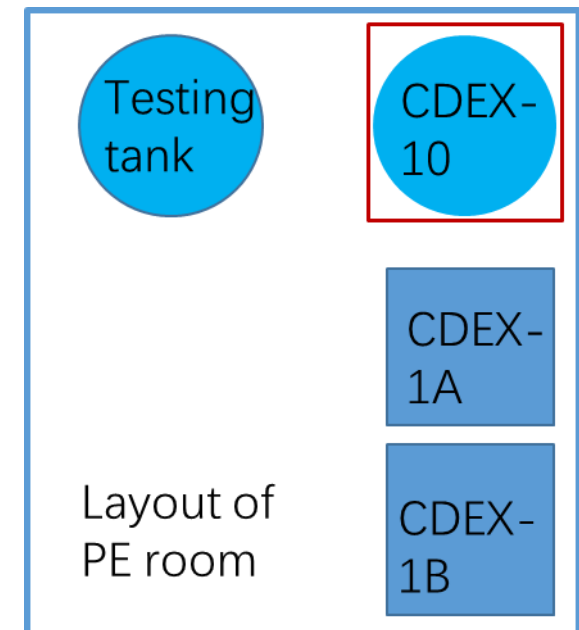 Testing
tank
CDEX-
10
CDEX-
1A
Layout of
PE room
CDEX-
1B